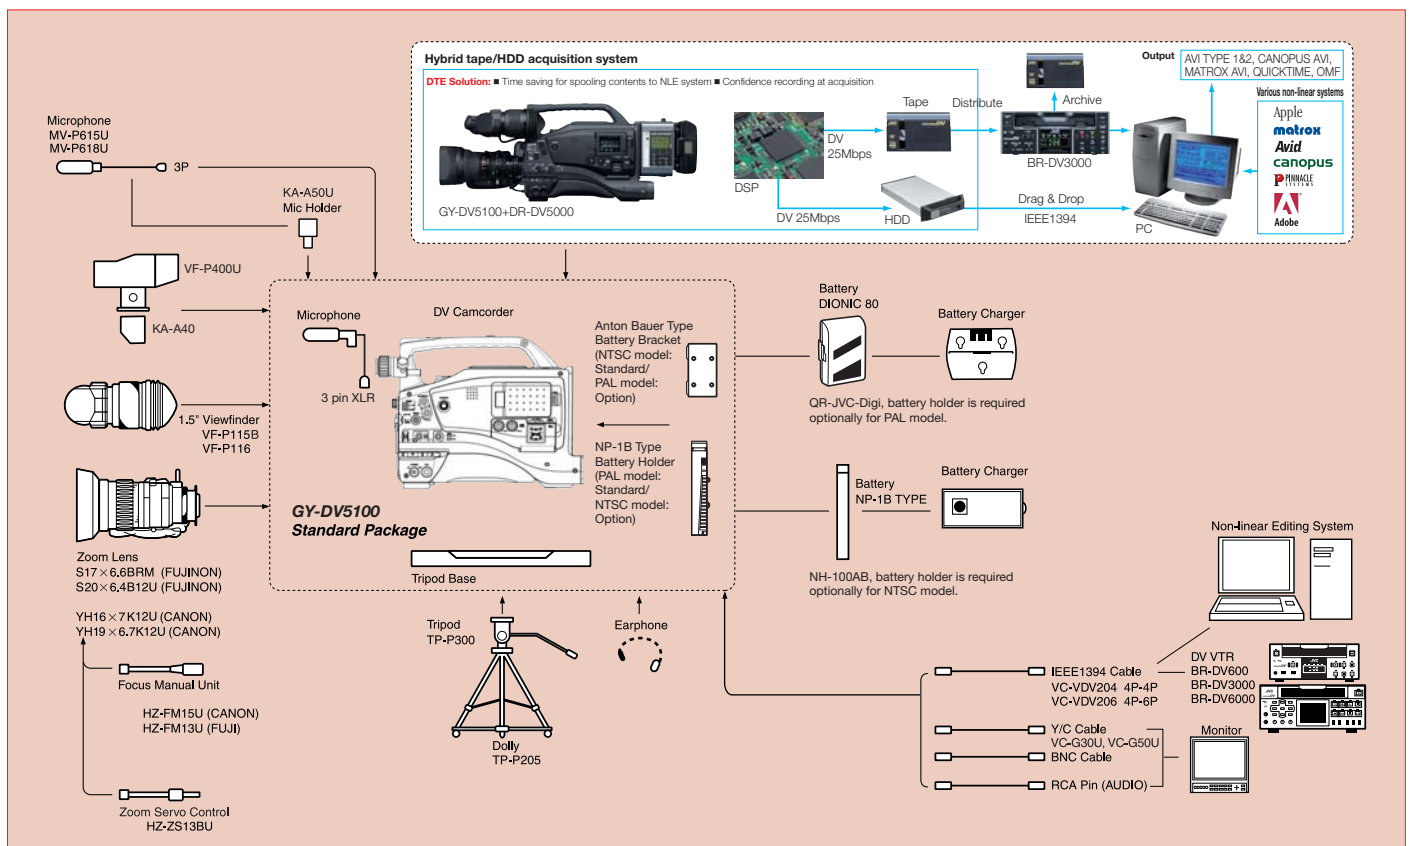 Hybrid tape/HDD acquisition system
DTE Solution: ■ Time saving for spooling contents to NLE system ■ Confidence recording at acquisition
GY-DV5100+DR-DV5000
DSP
DV
25Mbps
DV 25Mbps
Tape
HDD
Distribute
Archive
BR-DV3000
Drag & Drop
IEEE1394
PC
Output
AVI TYPE 1&2, CANOPUS AVI,
MATROX AVI, QUICKTIME, OMF
Various non-linear systems
Apple
matrox
Avid
canopus
PINNACLE
SYSTEMS
Adobe
Microphone
MV-P615U
MV-P618U
3P
KA-A50U
Mic Holder
VF-P400U
KA-A40
1.5" Viewfinder
VF-P115B
VF-P116
Zoom Lens
S17×6.6BRM (FUJINON)
S20×6.4B12U (FUJINON)
YH16×7K12U (CANON)
YH19×6.7K12U (CANON)
Focus Manual Unit
HZ-FM15U (CANON)
HZ-FM13U (FUJI)
Zoom Servo Control
HZ-ZS13BU
Microphone
3 pin XLR
DV Camcorder
Anton Bauer Type
Battery Bracket
(NTSC model:
Standard/
PAL model:
Option)
NP-1B Type
Battery Holder
(PAL model:
Standard/
NTSC model:
Option)
GY-DV5100
Standard Package
Tripod Base
Tripod
TP-P300
Dolly
TP-P205
Earphone
Battery
DIONIC 80
Battery Charger
QR-JVC-Digi, battery holder is required
optionally for PAL model.
Battery
NP-1B TYPE
Battery Charger
NH-100AB, battery holder is required
optionally for NTSC model.
Non-linear Editing System
IEEE1394 Cable
VC-VDV204 4P-4P
VC-VDV206 4P-6P
DV VTR
BR-DV600
BR-DV3000
BR-DV6000
Y/C Cable
VC-G30U, VC-G50U
BNC Cable
RCA Pin (AUDIO)
Monitor